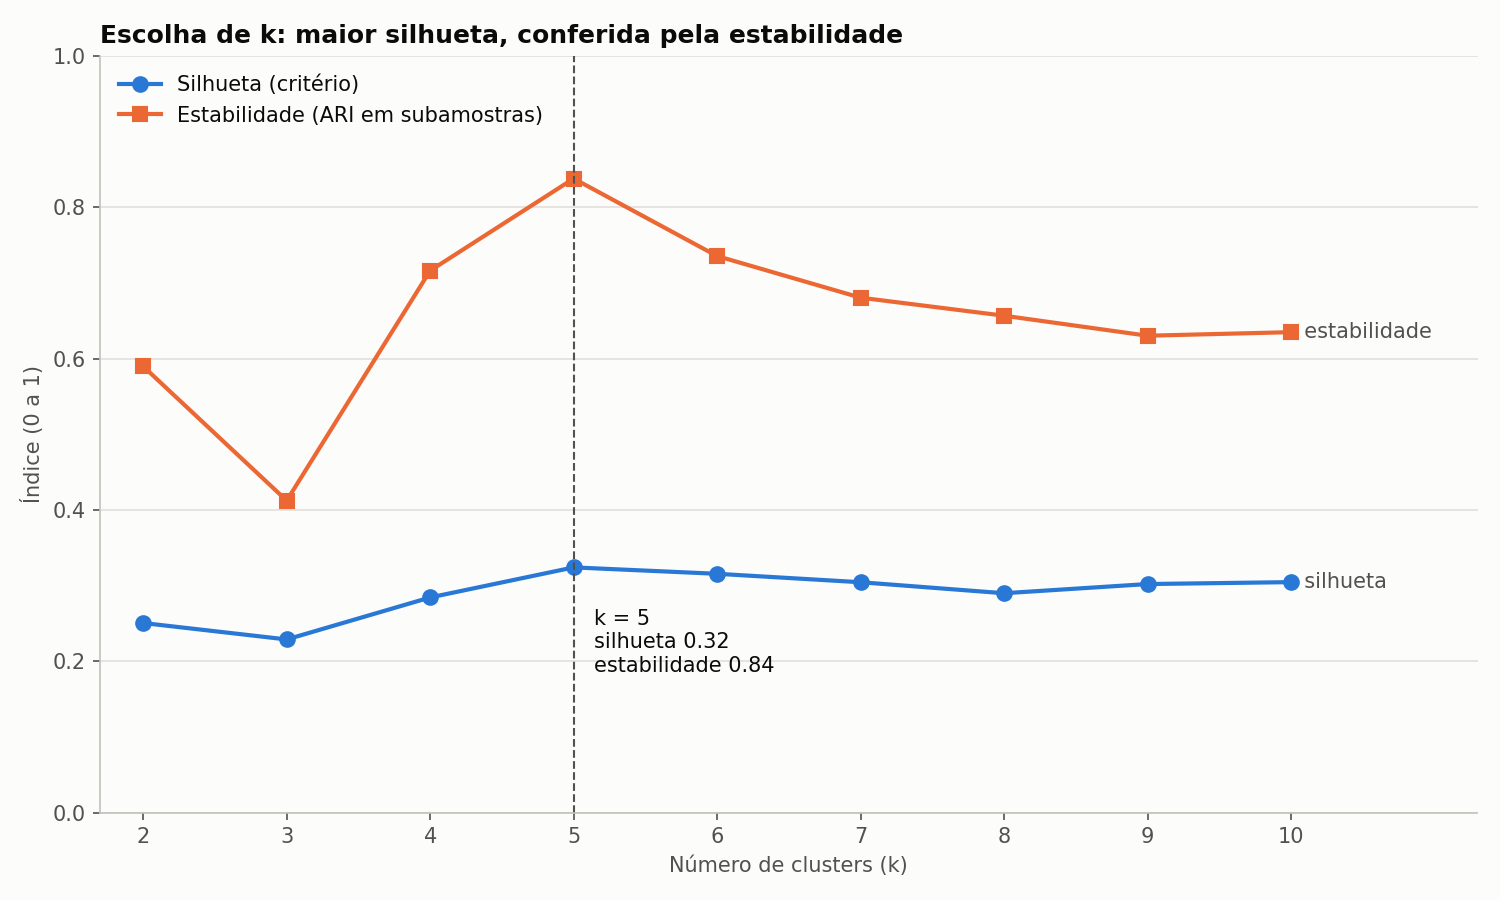 Escolha de k: maior silhueta, conferida pela estabilidade
Silhueta (critério)
Estabilidade (ARI em subamostras)
Índice (0 a 1)
1.0
0.8
0.6
0.4
0.2
0.0
estabilidade
silhueta
k = 5
silhueta 0.32
estabilidade 0.84
2 3 4 5 6 7 8 9 10
Número de clusters (k)